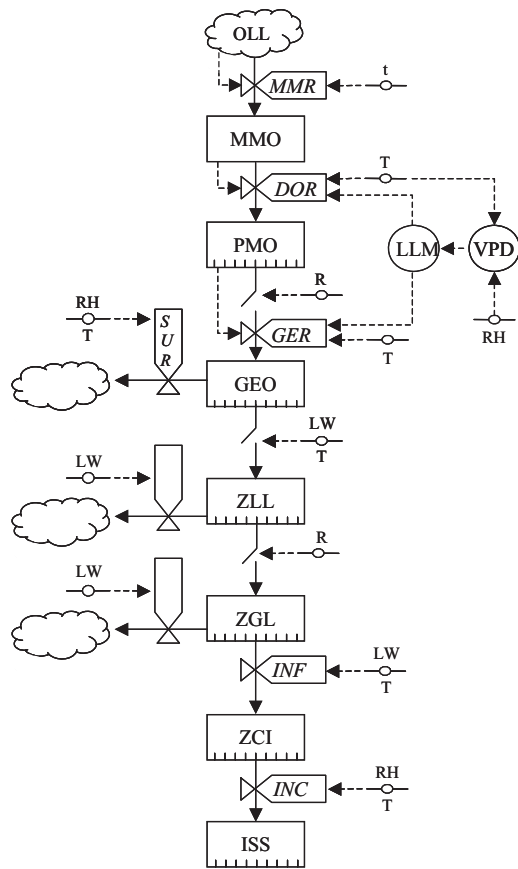 OLL
t
MMR
MMO
T
DOR
PMO
LLM
VPD
R
RH
T
SUR
GER
T
RH
GEO
LW
T
LW
ZLL
R
LW
ZGL
INF
LW
T
ZCI
INC
RH
T
ISS